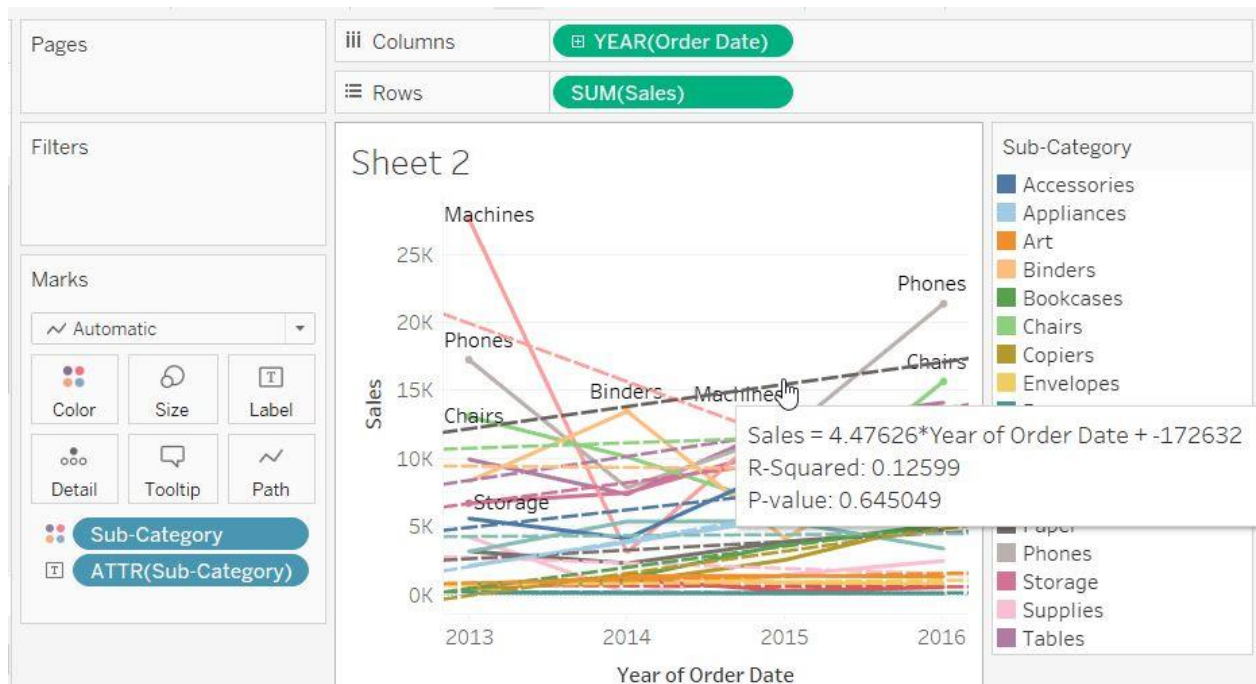 Pages
iii Columns
YEAR(Order Date)
Rows
SUM(Sales)
Filters
Marks
Automatic
Color
Size
Label
Detail
Tooltip
Path
Sub-Category
ATTR(Sub-Category)
Sheet 2
Machines
25K
Phones
20K
Phones
Chairs
15K
Binders
Machines
Chairs
Sales
10K
Storage
5K
0K
2013
2014
2015
2016
Year of Order Date
Sales = 4.47626*Year of Order Date + -172632
R-Squared: 0.12599
P-value: 0.645049
Sub-Category
Accessories
Appliances
Art
Binders
Bookcases
Chairs
Copiers
Envelopes
Paper
Phones
Storage
Supplies
Tables